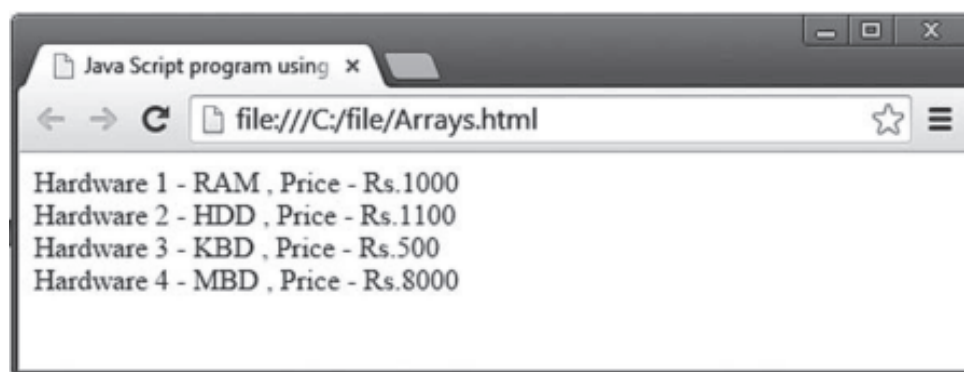 Java Script program using
file:///C:/file/Arrays.html
Hardware 1 - RAM , Price - Rs.1000
Hardware 2 - HDD , Price - Rs.1100
Hardware 3 - KBD , Price - Rs.500
Hardware 4 - MBD , Price - Rs.8000